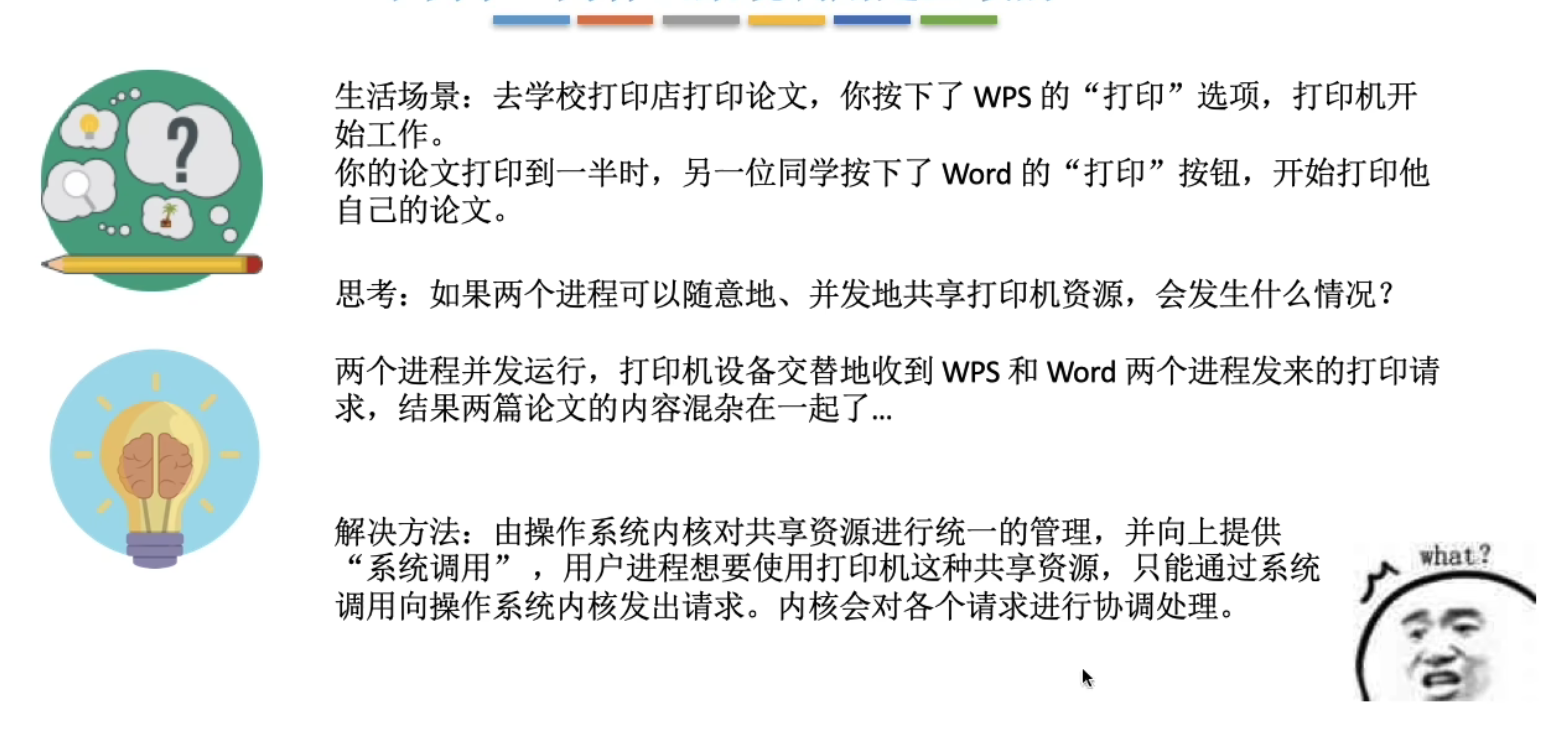 生活场景：去学校打印店打印论文，你按下了 WPS 的“打印”选项，打印机开
始工作。
你的论文打印到一半时，另一位同学按下了 Word 的“打印”按钮，开始打印他
自己的论文。
思考：如果两个进程可以随意地、并发地共享打印机资源，会发生什么情况？
两个进程并发运行，打印机设备交替地收到 WPS 和 Word 两个进程发来的打印请
求，结果两篇论文的内容混杂在一起了...
解决方法：由操作系统内核对共享资源进行统一的管理，并向上提供
“系统调用”，用户进程想要使用打印机这种共享资源，只能通过系统
调用向操作系统内核发出请求。内核会对各个请求进行协调处理。
what?